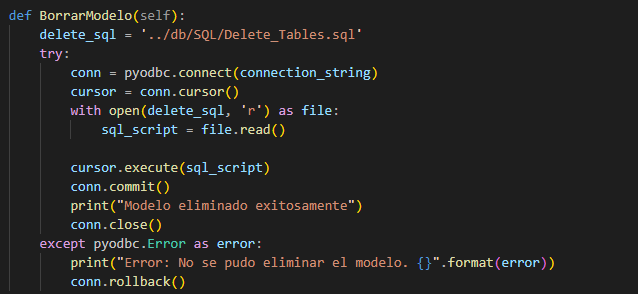 def BorrarModelo(self):
    delete_sql = '../db/SQL/Delete_Tables.sql'
    try:
        conn = pyodbc.connect(connection_string)
        cursor = conn.cursor()
        with open(delete_sql, 'r') as file:
            sql_script = file.read()

        cursor.execute(sql_script)
        conn.commit()
        print("Modelo eliminado exitosamente")
        conn.close()
    except pyodbc.Error as error:
        print("Error: No se pudo eliminar el modelo. {}".format(error))
        conn.rollback()